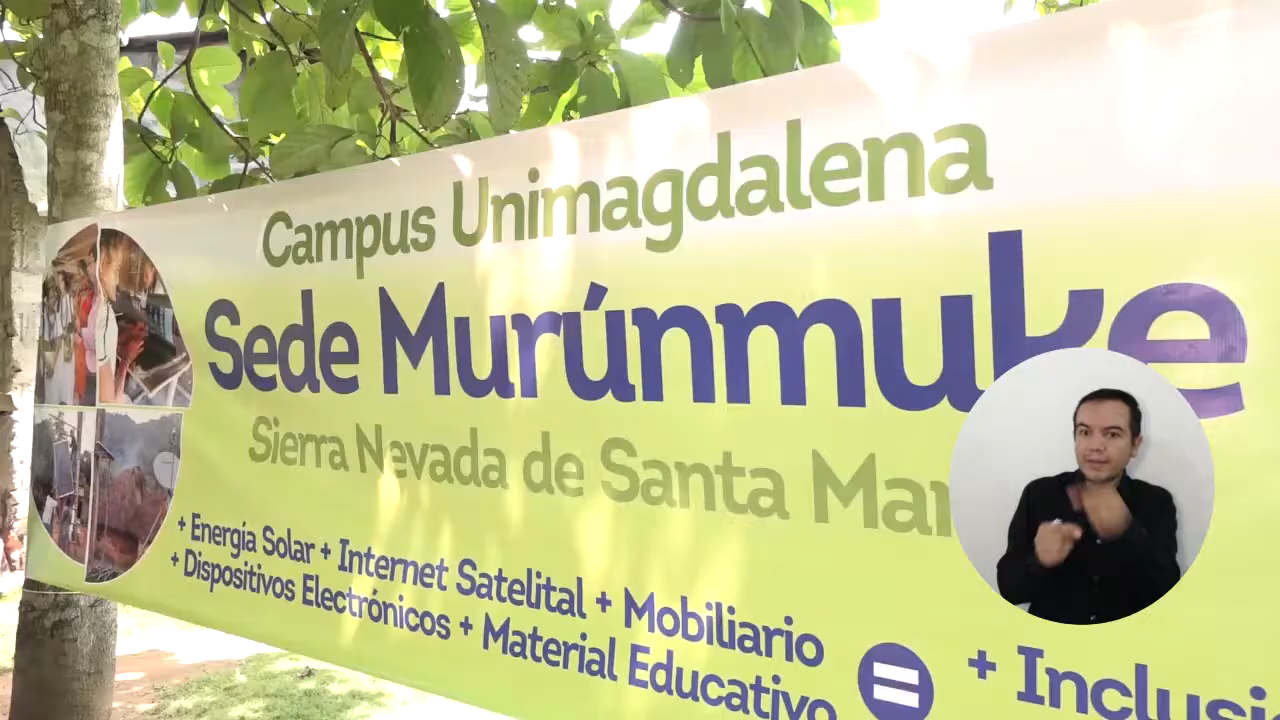 Campus Unimagdalena
Sede Murúnmuke
Sierra Nevada de Santa
+ Energía Solar + Internet Satelital + Mobiliario
+ Dispositivos Electrónicos + Material Educativo
= +